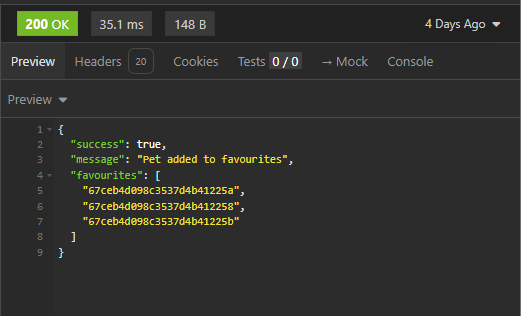 200 OK 35.1 ms 148 B 4 Days Ago
Preview Headers 20 Cookies Tests 0 / 0 → Mock Console
Preview
1 {
2 "success": true,
3 "message": "Pet added to favourites",
4 "favourites": [
5 "67ceb4d098c3537d4b41225a",
6 "67ceb4d098c3537d4b412258",
7 "67ceb4d098c3537d4b41225b"
8 ]
9 }